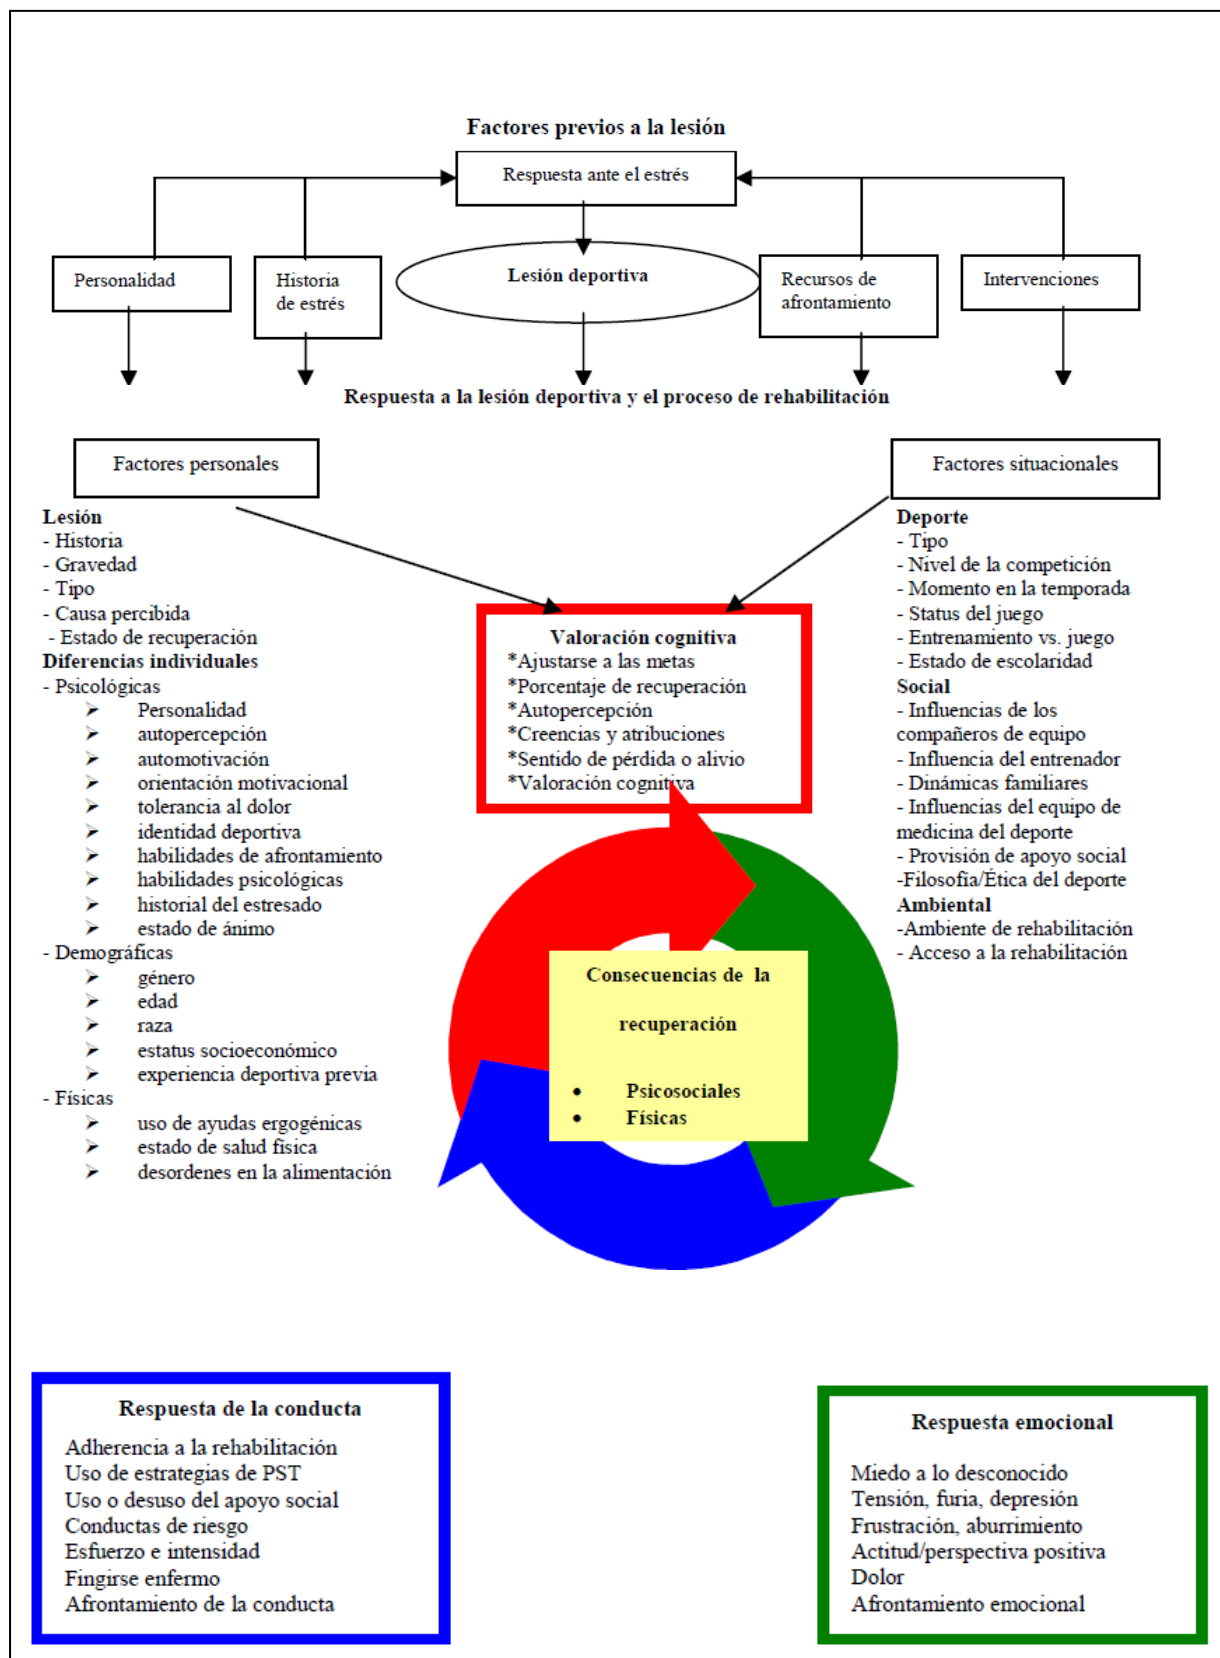 Factores previos a la lesión
Respuesta ante el estrés
Personalidad
Historia
de estrés
Lesión deportiva
Recursos de
afrontamiento
Intervenciones
Respuesta a la lesión deportiva y el proceso de rehabilitación
Factores personales
Factores situacionales
Lesión
- Historia
- Gravedad
- Tipo
- Causa percibida
- Estado de recuperación
Diferencias individuales
- Psicológicas
➢ Personalidad
➢ autopercepción
➢ automotivación
➢ orientación motivacional
➢ tolerancia al dolor
➢ identidad deportiva
➢ habilidades de afrontamiento
➢ habilidades psicológicas
➢ historial del estresado
➢ estado de ánimo
- Demográficas
➢ género
➢ edad
➢ raza
➢ estatus socioeconómico
➢ experiencia deportiva previa
- Físicas
➢ uso de ayudas ergogénicas
➢ estado de salud física
➢ desordenes en la alimentación
Valoración cognitiva
*Ajustarse a las metas
*Porcentaje de recuperación
*Autopercepción
*Creencias y atribuciones
*Sentido de pérdida o alivio
*Valoración cognitiva
Deporte
- Tipo
- Nivel de la competición
- Momento en la temporada
- Status del juego
- Entrenamiento vs. juego
- Estado de escolaridad
Social
- Influencias de los
compañeros de equipo
- Influencia del entrenador
- Dinámicas familiares
- Influencias del equipo de
medicina del deporte
- Provisión de apoyo social
-Filosofía/Ética del deporte
Ambiental
-Ambiente de rehabilitación
- Acceso a la rehabilitación
Consecuencias de la
recuperación
• Psicosociales
• Físicas
Respuesta de la conducta
Adherencia a la rehabilitación
Uso de estrategias de PST
Uso o desuso del apoyo social
Conductas de riesgo
Esfuerzo e intensidad
Fingirse enfermo
Afrontamiento de la conducta
Respuesta emocional
Miedo a lo desconocido
Tensión, furia, depresión
Frustración, aburrimiento
Actitud/perspectiva positiva
Dolor
Afrontamiento emocional